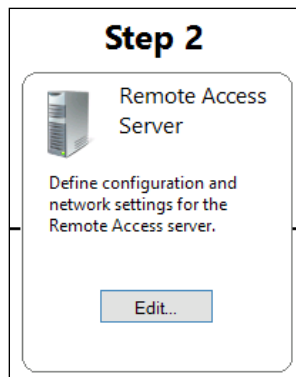 Step 2
Remote Access
Server
Define configuration and
network settings for the
Remote Access server.
Edit...